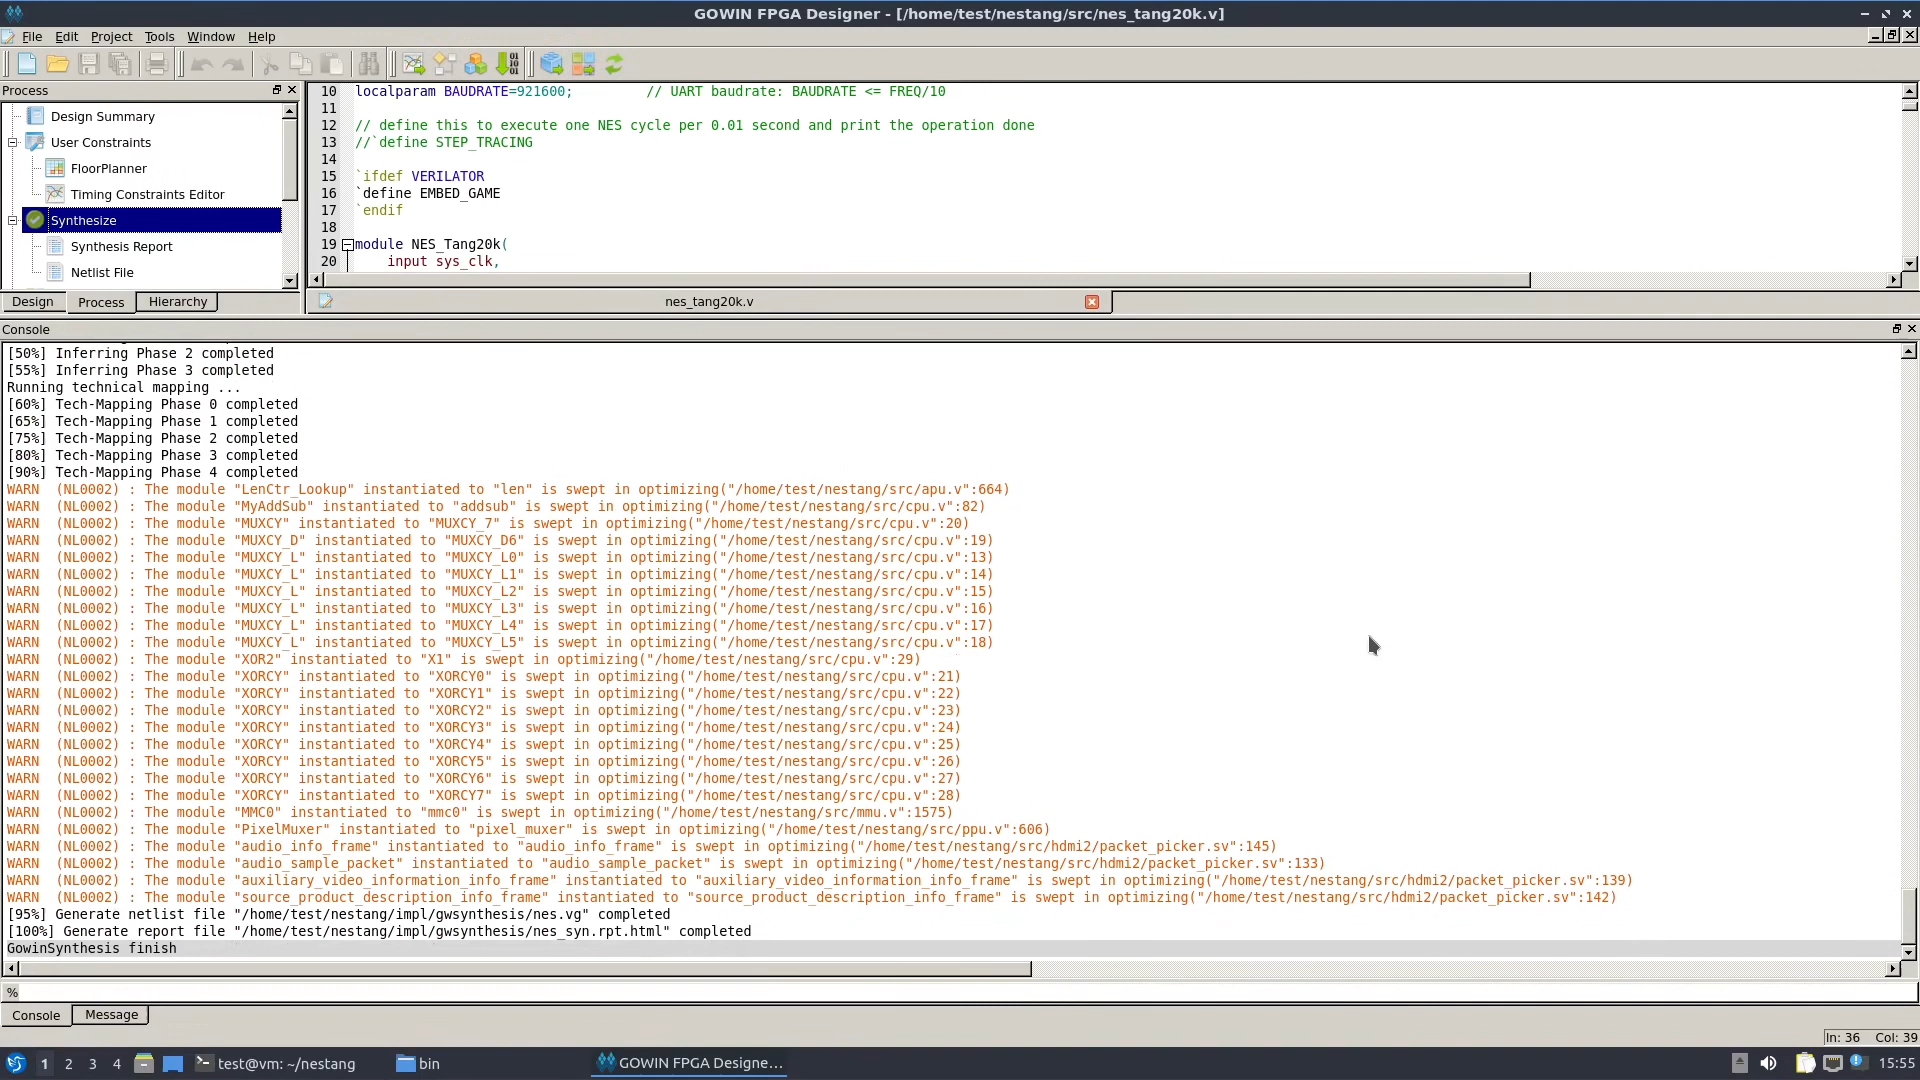 GOWIN FPGA Designer - [/home/test/nestang/src/nes_tang20k.v]
File Edit Project Tools Window Help
Process
Design Summary
User Constraints
FloorPlanner
Timing Constraints Editor
Synthesize
Synthesis Report
Netlist File
Design Process Hierarchy
10 localparam BAUDRATE=921600; // UART baudrate: BAUDRATE <= FREQ/10
11
12 // define this to execute one NES cycle per 0.01 second and print the operation done
13 //`define STEP_TRACING
14
15 `ifdef VERILATOR
16 `define EMBED_GAME
17 `endif
18
19 module NES_Tang20k(
20 input sys_clk,
nes_tang20k.v
Console
[50%] Inferring Phase 2 completed
[55%] Inferring Phase 3 completed
Running technical mapping ...
[60%] Tech-Mapping Phase 0 completed
[65%] Tech-Mapping Phase 1 completed
[75%] Tech-Mapping Phase 2 completed
[80%] Tech-Mapping Phase 3 completed
[90%] Tech-Mapping Phase 4 completed
WARN (NL0002) : The module "LenCtr_Lookup" instantiated to "len" is swept in optimizing("/home/test/nestang/src/apu.v":664)
WARN (NL0002) : The module "MyAddSub" instantiated to "addsub" is swept in optimizing("/home/test/nestang/src/cpu.v":82)
WARN (NL0002) : The module "MUXCY" instantiated to "MUXCY_7" is swept in optimizing("/home/test/nestang/src/cpu.v":20)
WARN (NL0002) : The module "MUXCY_D" instantiated to "MUXCY_D6" is swept in optimizing("/home/test/nestang/src/cpu.v":19)
WARN (NL0002) : The module "MUXCY_L" instantiated to "MUXCY_L0" is swept in optimizing("/home/test/nestang/src/cpu.v":13)
WARN (NL0002) : The module "MUXCY_L" instantiated to "MUXCY_L1" is swept in optimizing("/home/test/nestang/src/cpu.v":14)
WARN (NL0002) : The module "MUXCY_L" instantiated to "MUXCY_L2" is swept in optimizing("/home/test/nestang/src/cpu.v":15)
WARN (NL0002) : The module "MUXCY_L" instantiated to "MUXCY_L3" is swept in optimizing("/home/test/nestang/src/cpu.v":16)
WARN (NL0002) : The module "MUXCY_L" instantiated to "MUXCY_L4" is swept in optimizing("/home/test/nestang/src/cpu.v":17)
WARN (NL0002) : The module "MUXCY_L" instantiated to "MUXCY_L5" is swept in optimizing("/home/test/nestang/src/cpu.v":18)
WARN (NL0002) : The module "XOR2" instantiated to "X1" is swept in optimizing("/home/test/nestang/src/cpu.v":29)
WARN (NL0002) : The module "XORCY" instantiated to "XORCY0" is swept in optimizing("/home/test/nestang/src/cpu.v":21)
WARN (NL0002) : The module "XORCY" instantiated to "XORCY1" is swept in optimizing("/home/test/nestang/src/cpu.v":22)
WARN (NL0002) : The module "XORCY" instantiated to "XORCY2" is swept in optimizing("/home/test/nestang/src/cpu.v":23)
WARN (NL0002) : The module "XORCY" instantiated to "XORCY3" is swept in optimizing("/home/test/nestang/src/cpu.v":24)
WARN (NL0002) : The module "XORCY" instantiated to "XORCY4" is swept in optimizing("/home/test/nestang/src/cpu.v":25)
WARN (NL0002) : The module "XORCY" instantiated to "XORCY5" is swept in optimizing("/home/test/nestang/src/cpu.v":26)
WARN (NL0002) : The module "XORCY" instantiated to "XORCY6" is swept in optimizing("/home/test/nestang/src/cpu.v":27)
WARN (NL0002) : The module "XORCY" instantiated to "XORCY7" is swept in optimizing("/home/test/nestang/src/cpu.v":28)
WARN (NL0002) : The module "MMC0" instantiated to "mmc0" is swept in optimizing("/home/test/nestang/src/mmu.v":1575)
WARN (NL0002) : The module "PixelMuxer" instantiated to "pixel_muxer" is swept in optimizing("/home/test/nestang/src/ppu.v":606)
WARN (NL0002) : The module "audio_info_frame" instantiated to "audio_info_frame" is swept in optimizing("/home/test/nestang/src/hdmi2/packet_picker.sv":145)
WARN (NL0002) : The module "audio_sample_packet" instantiated to "audio_sample_packet" is swept in optimizing("/home/test/nestang/src/hdmi2/packet_picker.sv":133)
WARN (NL0002) : The module "auxiliary_video_information_info_frame" instantiated to "auxiliary_video_information_info_frame" is swept in optimizing("/home/test/nestang/src/hdmi2/packet_picker.sv":139)
WARN (NL0002) : The module "source_product_description_info_frame" instantiated to "source_product_description_info_frame" is swept in optimizing("/home/test/nestang/src/hdmi2/packet_picker.sv":142)
[95%] Generate netlist file "/home/test/nestang/impl/gwsynthesis/nes.vg" completed
[100%] Generate report file "/home/test/nestang/impl/gwsynthesis/nes_syn.rpt.html" completed
GowinSynthesis finish
%
Console Message
In: 36 Col: 39
1 2 3 4 test@vm: ~/nestang bin GOWIN FPGA Designe... 15:55